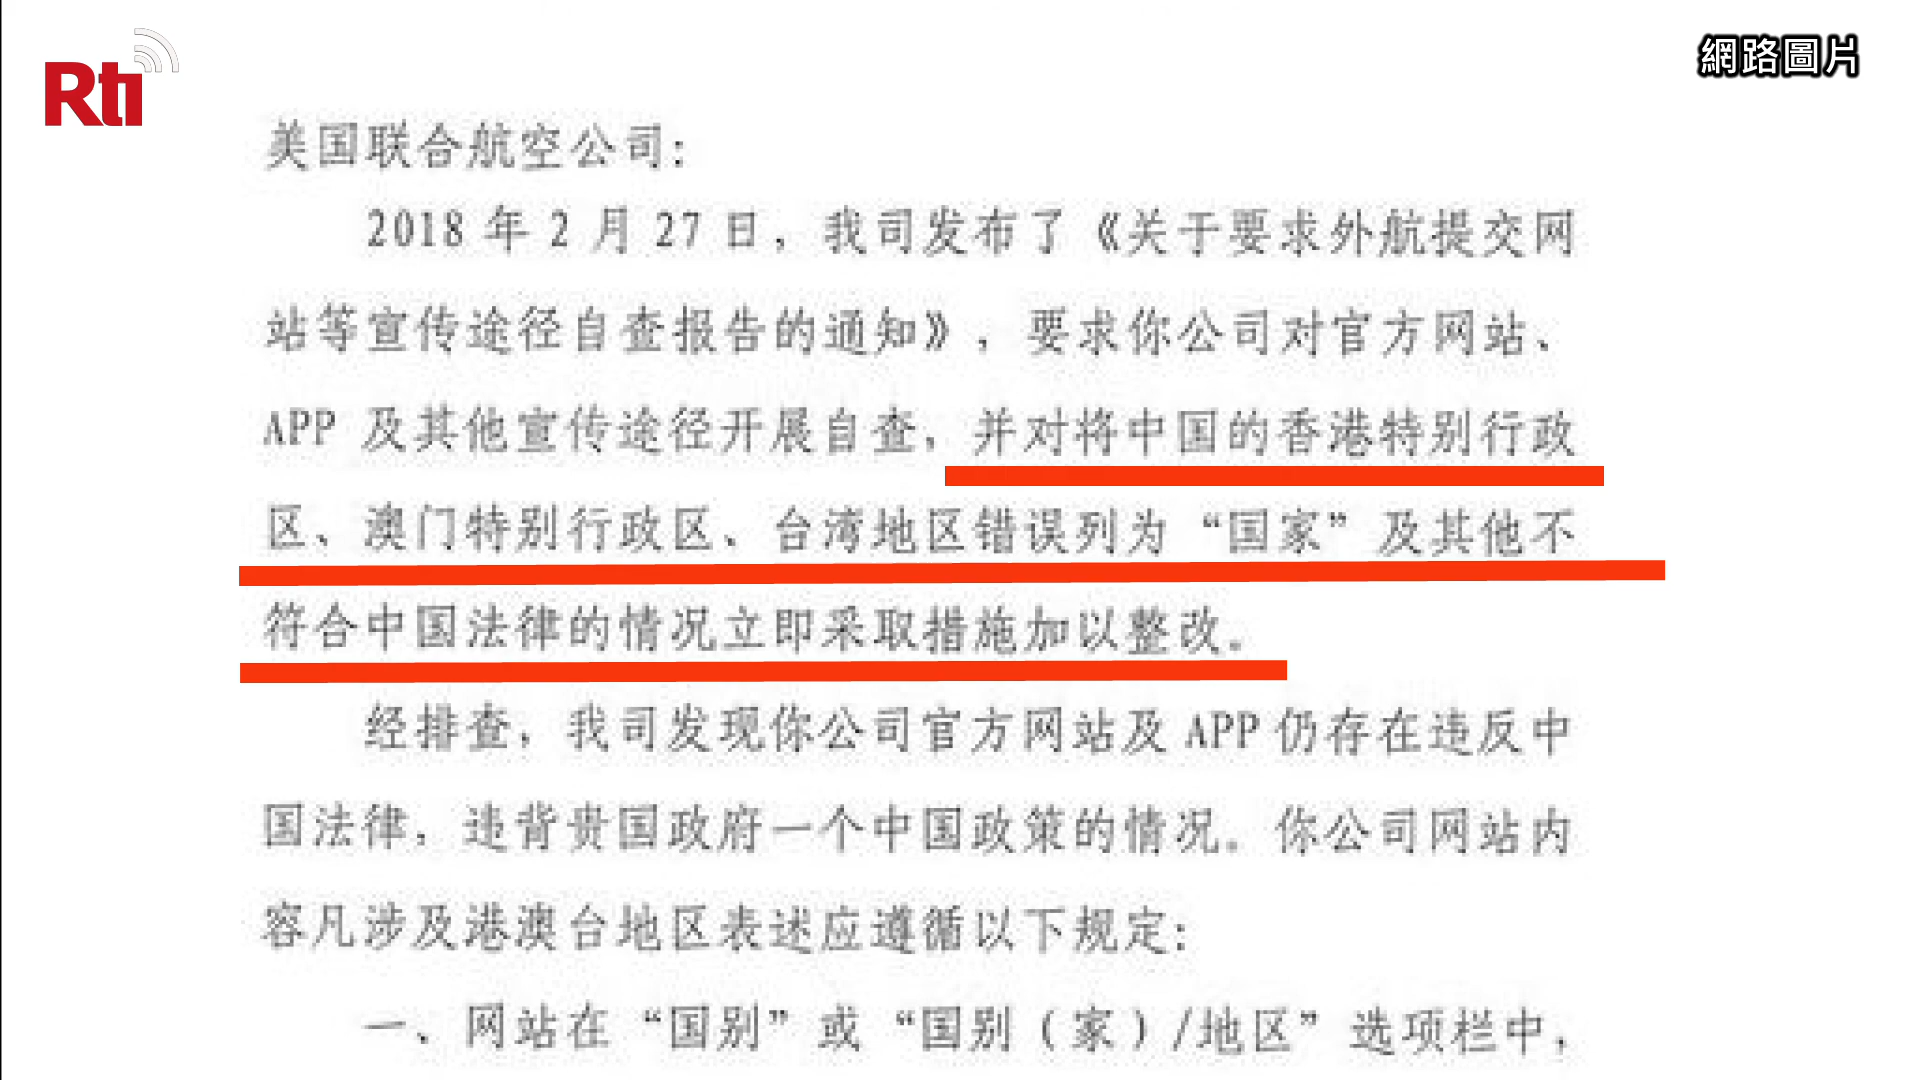 Rti
網路圖片
美国联合航空公司:
2018 年 2 月 27 日，我司发布了《关于要求外航提交网
站等宣传途径自查报告的通知》，要求你公司对官方网站、
APP 及其他宣传途径开展自查，并对将中国的香港特别行政
区、澳门特别行政区、台湾地区错误列为“国家”及其他不
符合中国法律的情况立即采取措施加以整改。
经排查，我司发现你公司官方网站及 APP 仍存在违反中
国法律，违背贵国政府一个中国政策的情况。你公司网站内
容凡涉及港澳台地区表述应遵循以下规定:
一、网站在“国别”或“国别（家）/地区”选项栏中，